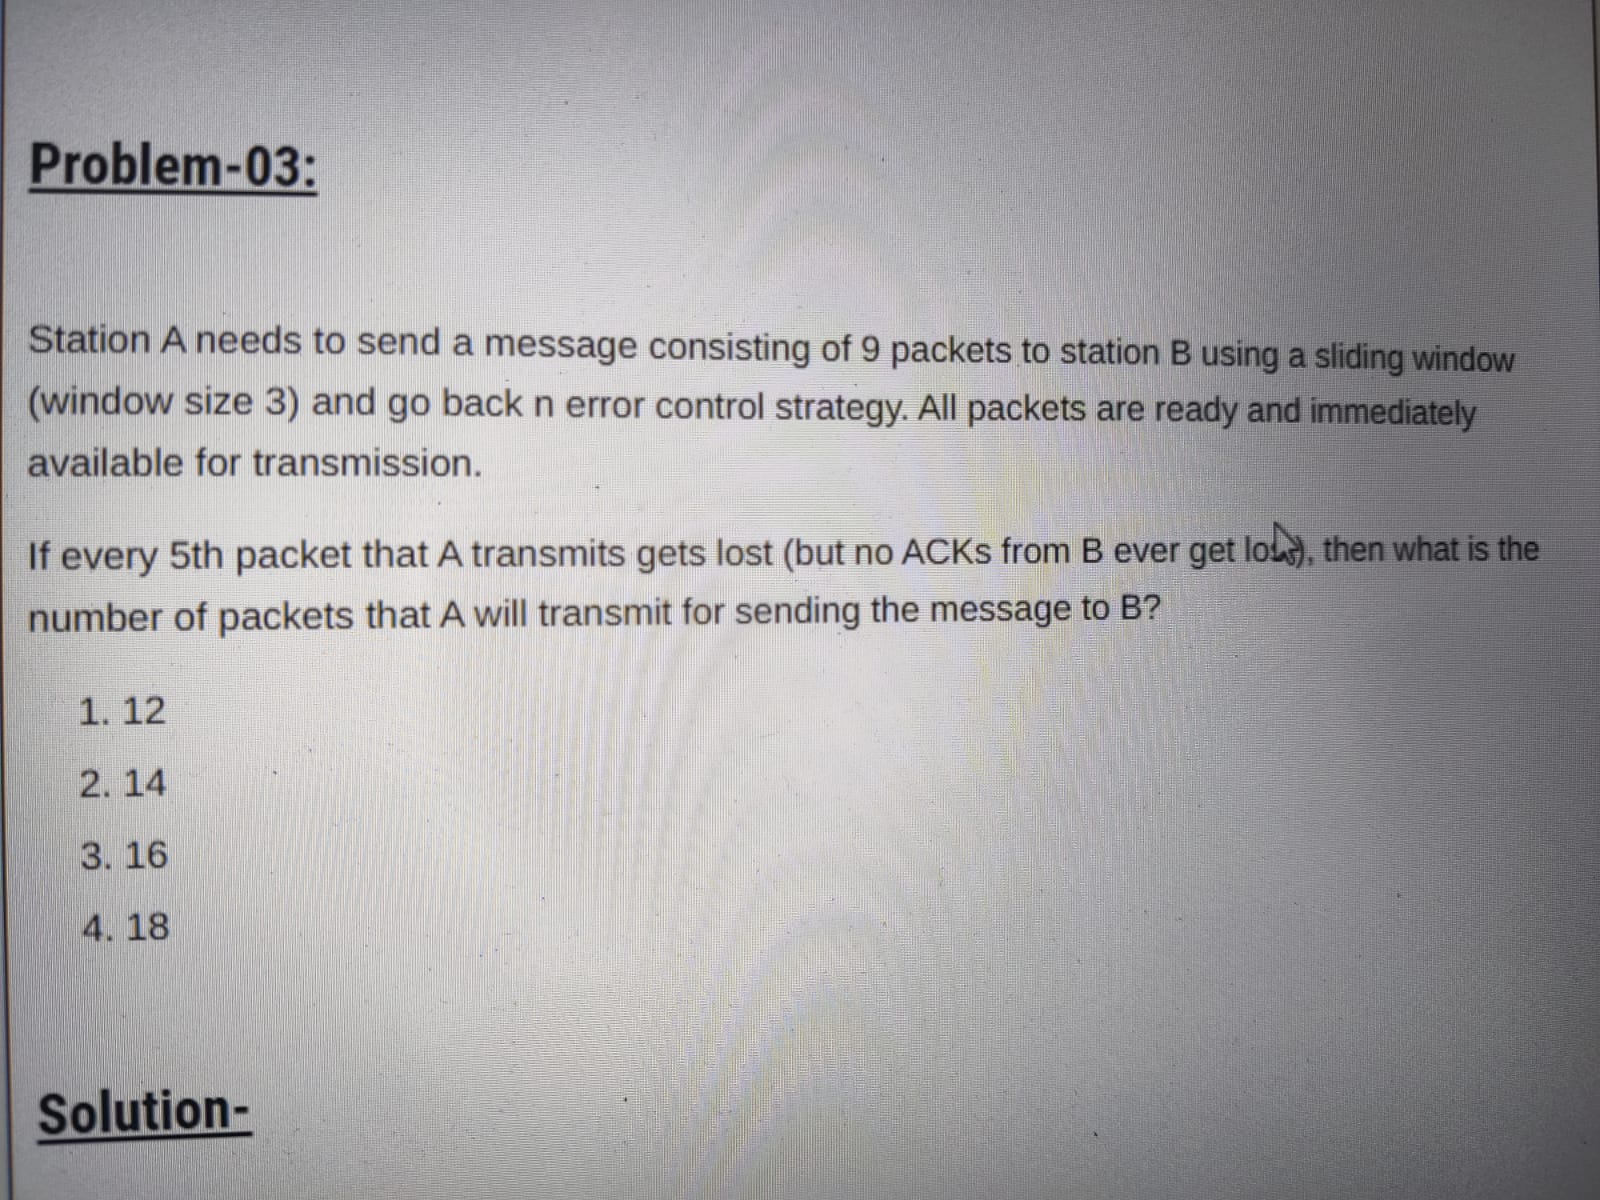 Problem-03:
Station A needs to send a message consisting of 9 packets to station B using a sliding window
(window size 3) and go back n error control strategy. All packets are ready and immediately
available for transmission.
If every 5th packet that A transmits gets lost (but no ACKs from B ever get lost), then what is the
number of packets that A will transmit for sending the message to B?
1. 12
2. 14
3. 16
4. 18
Solution-